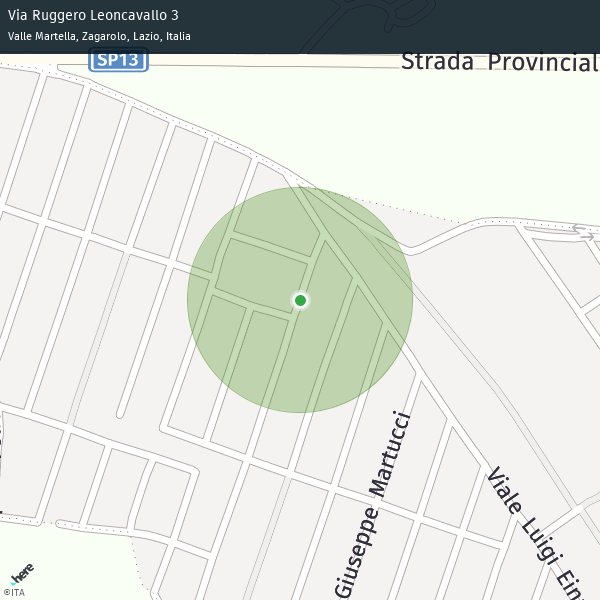 Via Ruggero Leoncavallo 3
Valle Martella, Zagarolo, Lazio, Italia
SP13
Strada Provincial
Giuseppe Martucci
Viale Luigi Ein
here
©ITA